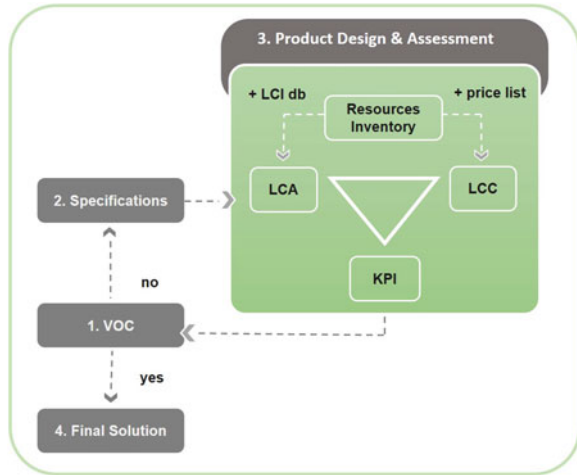 3. Product Design & Assessment
+ LCI db
+ price list
Resources
Inventory
LCA
LCC
2. Specifications
KPI
no
1. VOC
yes
4. Final Solution